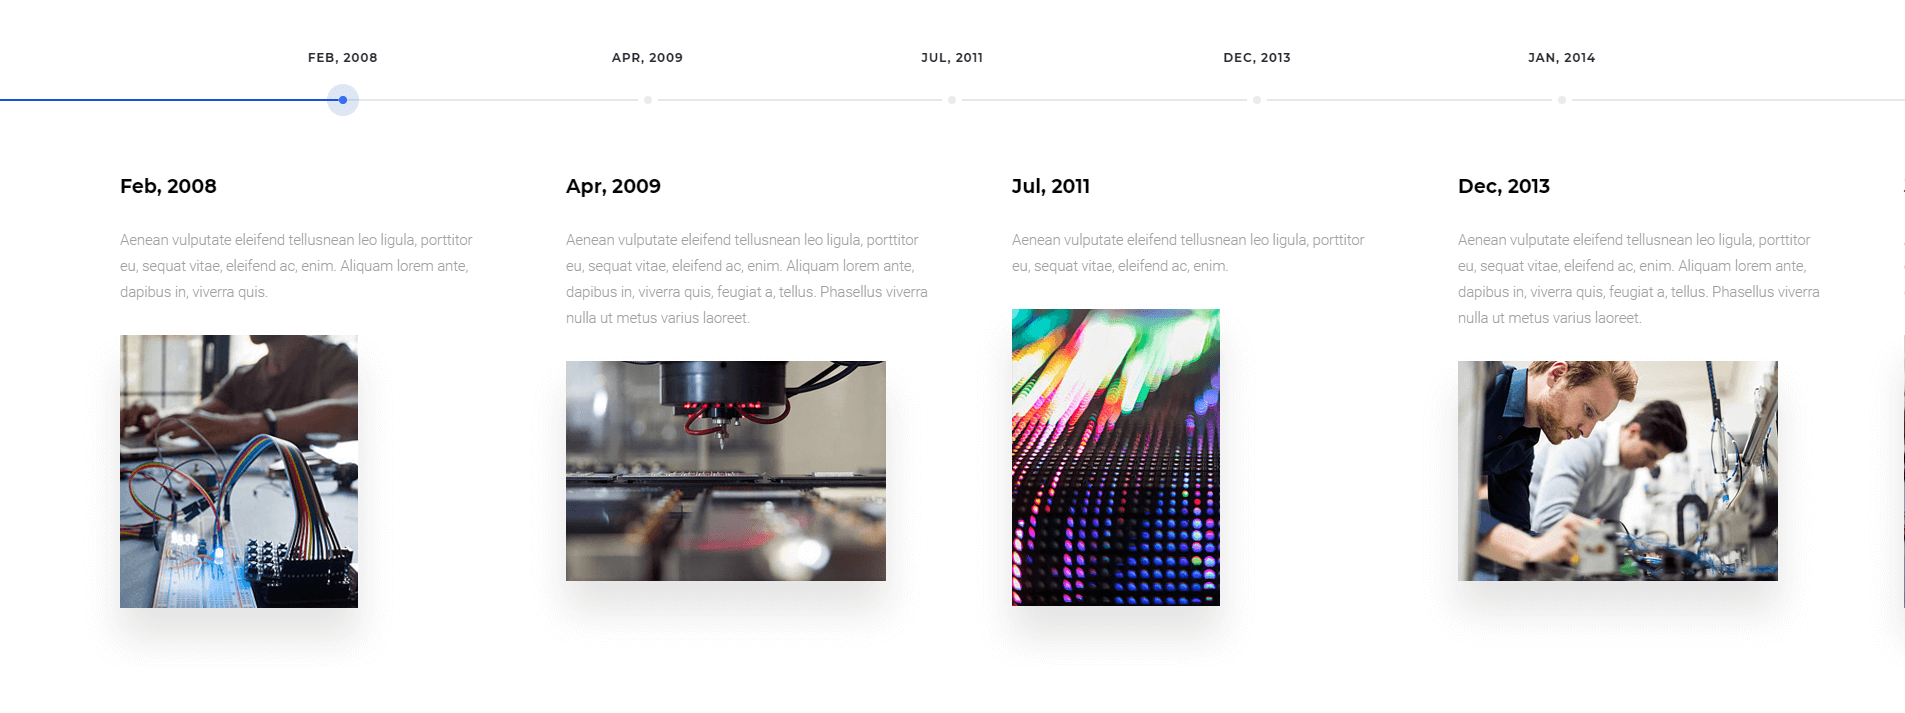 FEB, 2008
APR, 2009
JUL, 2011
DEC, 2013
JAN, 2014
Feb, 2008
Aenean vulputate eleifend tellusnean leo ligula, porttitor
eu, sequat vitae, eleifend ac, enim. Aliquam lorem ante,
dapibus in, viverra quis.
Apr, 2009
Aenean vulputate eleifend tellusnean leo ligula, porttitor
eu, sequat vitae, eleifend ac, enim. Aliquam lorem ante,
dapibus in, viverra quis, feugiat a, tellus. Phasellus viverra
nulla ut metus varius laoreet.
Jul, 2011
Aenean vulputate eleifend tellusnean leo ligula, porttitor
eu, sequat vitae, eleifend ac, enim.
Dec, 2013
Aenean vulputate eleifend tellusnean leo ligula, porttitor
eu, sequat vitae, eleifend ac, enim. Aliquam lorem ante,
dapibus in, viverra quis, feugiat a, tellus. Phasellus viverra
nulla ut metus varius laoreet.